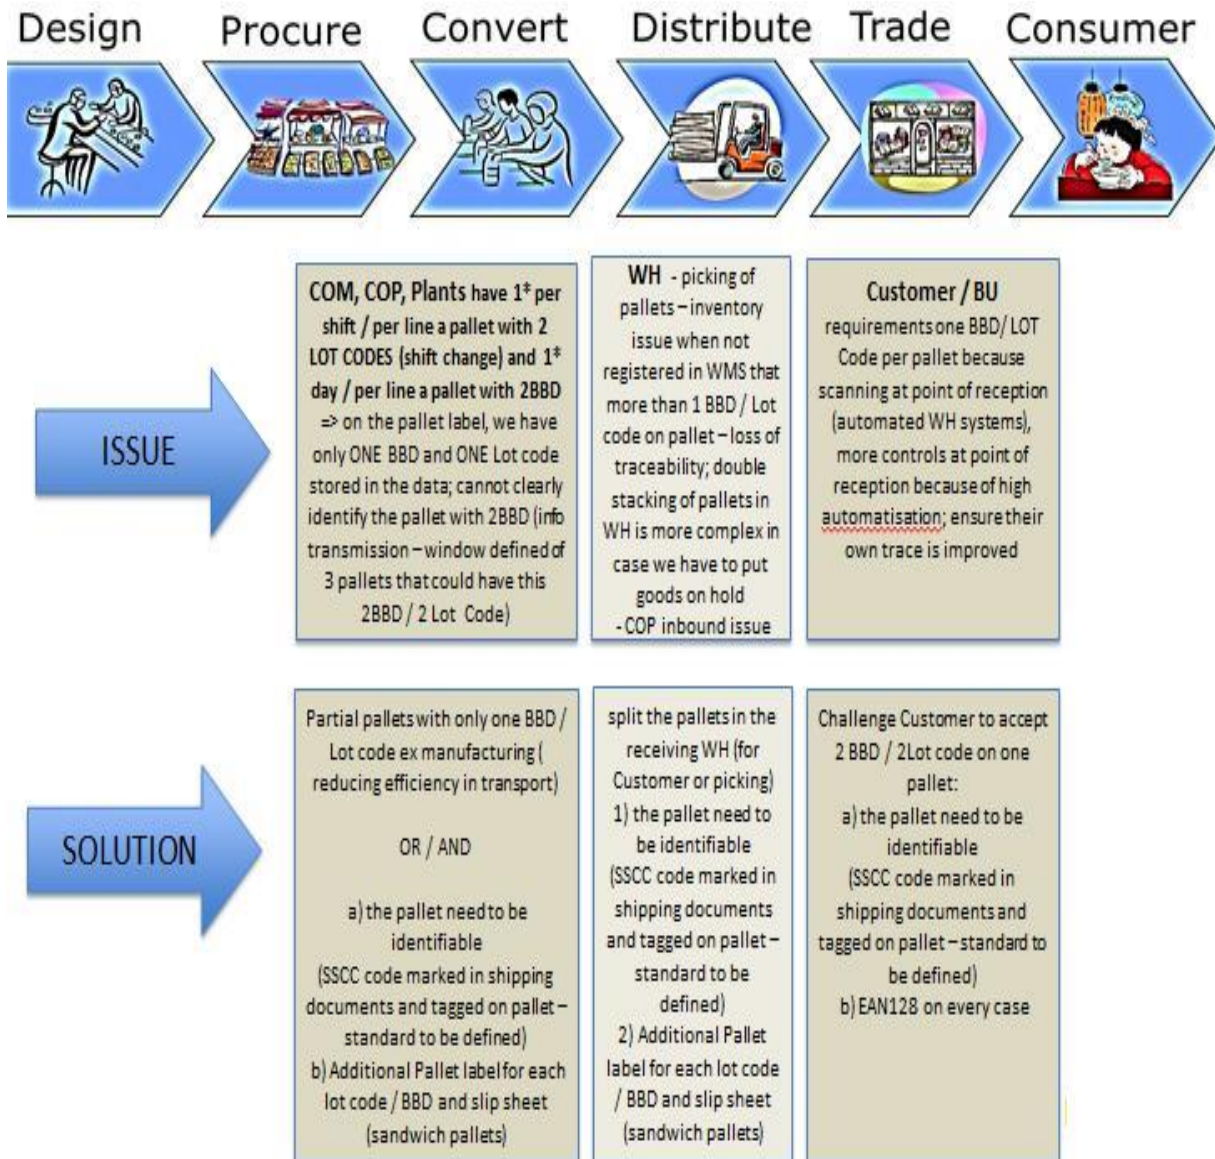 Design
Procure
Convert
Distribute
Trade
Consumer
ISSUE
COM, COP, Plants have 1* per
shift / per line a pallet with 2
LOT CODES (shift change) and 1*
day / per line a pallet with 2BBD
=> on the pallet label, we have
only ONE BBD and ONE Lot code
stored in the data; cannot clearly
identify the pallet with 2BBD (info
transmission – window defined of
3 pallets that could have this
2BBD / 2 Lot Code)
WH - picking of
pallets – inventory
issue when not
registered in WMS that
more than 1 BBD / Lot
code on pallet – loss of
traceability; double
stacking of pallets in
WH is more complex in
case we have to put
goods on hold
- COP inbound issue
Customer / BU
requirements one BBD/ LOT
Code per pallet because
scanning at point of reception
(automated WH systems),
more controls at point of
reception because of high
automatisation; ensure their
own trace is improved
SOLUTION
Partial pallets with only one BBD /
Lot code ex manufacturing (
reducing efficiency in transport)
OR / AND
a) the pallet need to be
identifiable
(SSCC code marked in shipping
documents and tagged on pallet –
standard to be defined)
b) Additional Pallet label for each
lot code / BBD and slip sheet
(sandwich pallets)
split the pallets in the
receiving WH (for
Customer or picking)
1) the pallet need to
be identifiable
(SSCC code marked in
shipping documents
and tagged on pallet –
standard to be
defined)
2) Additional Pallet
label for each lot code
/ BBD and slip sheet
(sandwich pallets)
Challenge Customer to accept
2 BBD / 2Lot code on one
pallet:
a) the pallet need to be
identifiable
(SSCC code marked in
shipping documents and
tagged on pallet – standard to
be defined)
b) EAN128 on every case